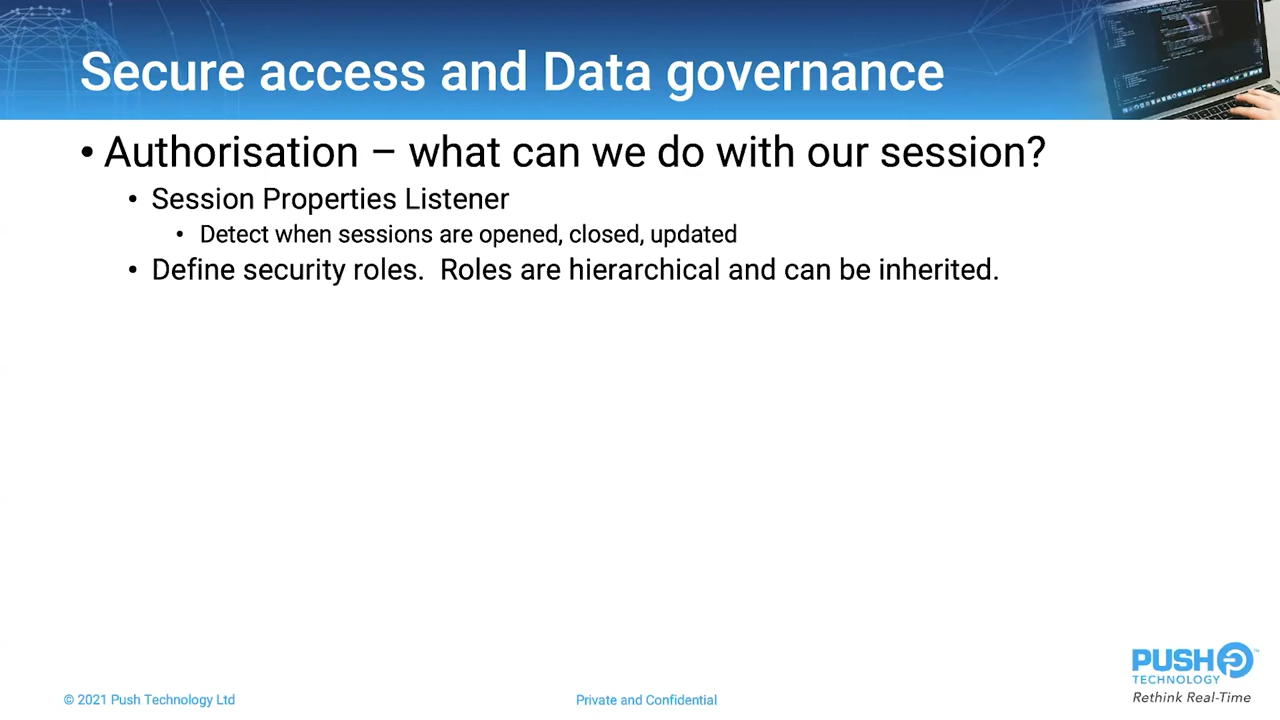 Secure access and Data governance
• Authorisation – what can we do with our session?
• Session Properties Listener
• Detect when sessions are opened, closed, updated
• Define security roles.  Roles are hierarchical and can be inherited.
PUSH
TECHNOLOGY
Rethink Real-Time
© 2021 Push Technology Ltd
Private and Confidential